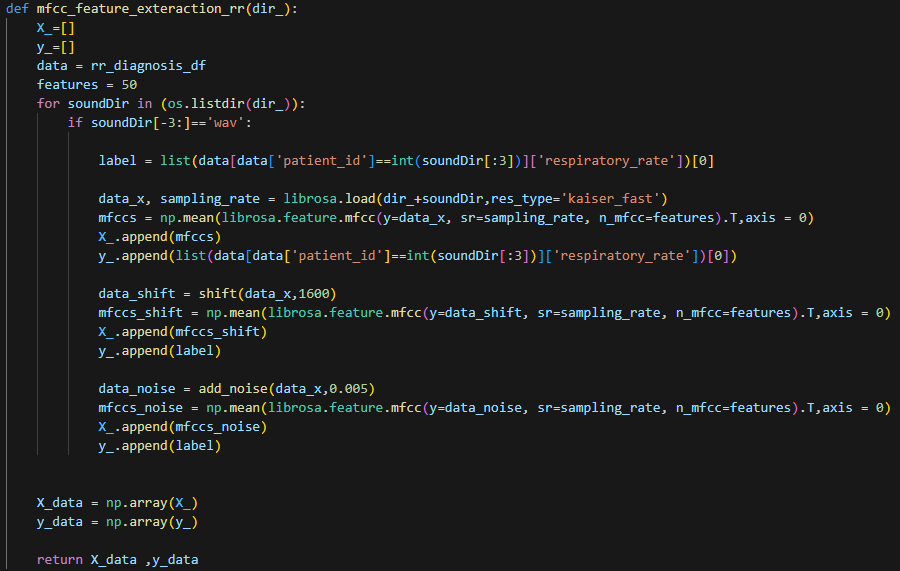 def mfcc_feature_exteraction_rr(dir_):
    X_=[]
    y_=[]
    data = rr_diagnosis_df
    features = 50
    for soundDir in (os.listdir(dir_)):
        if soundDir[-3:]=='wav':
            label = list(data[data['patient_id']==int(soundDir[:3])]['respiratory_rate'])[0]
            data_x, sampling_rate = librosa.load(dir_+soundDir,res_type='kaiser_fast')
            mfccs = np.mean(librosa.feature.mfcc(y=data_x, sr=sampling_rate, n_mfcc=features).T,axis = 0)
            X_.append(mfccs)
            y_.append(list(data[data['patient_id']==int(soundDir[:3])]['respiratory_rate'])[0])
            data_shift = shift(data_x,1600)
            mfccs_shift = np.mean(librosa.feature.mfcc(y=data_shift, sr=sampling_rate, n_mfcc=features).T,axis = 0)
            X_.append(mfccs_shift)
            y_.append(label)
            data_noise = add_noise(data_x,0.005)
            mfccs_noise = np.mean(librosa.feature.mfcc(y=data_noise, sr=sampling_rate, n_mfcc=features).T,axis = 0)
            X_.append(mfccs_noise)
            y_.append(label)
    X_data = np.array(X_)
    y_data = np.array(y_)
    return X_data ,y_data